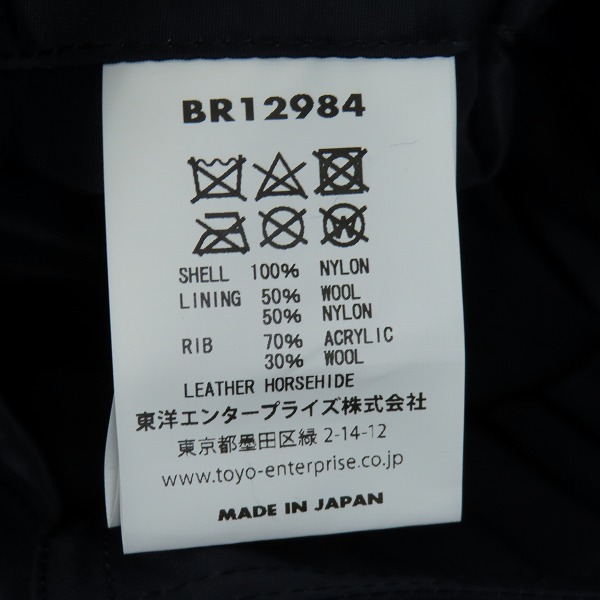 BR12984
SHELL 100% NYLON
LINING 50% WOOL
50% NYLON
RIB 70% ACRYLIC
30% WOOL
LEATHER HORSEHIDE
東洋エンタープライズ株式会社
東京都墨田区緑 2-14-12
www.toyo-enterprise.co.jp
MADE IN JAPAN